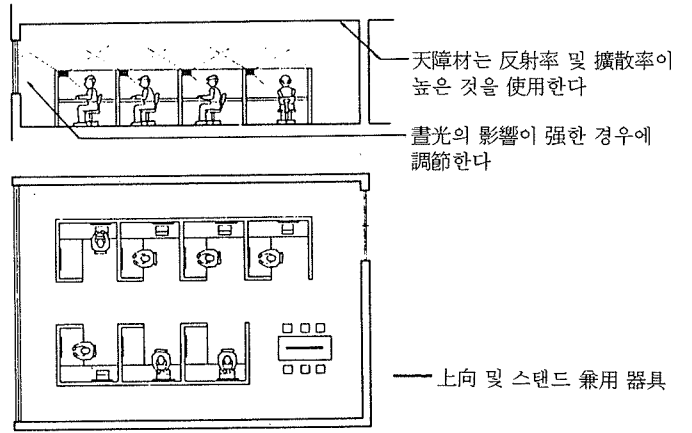 天障材는 反射率 및 擴散率이
높은 것을 使用한다
晝光의 影響이 强한 경우에
調節한다
上向 및 스탠드 兼用 器具